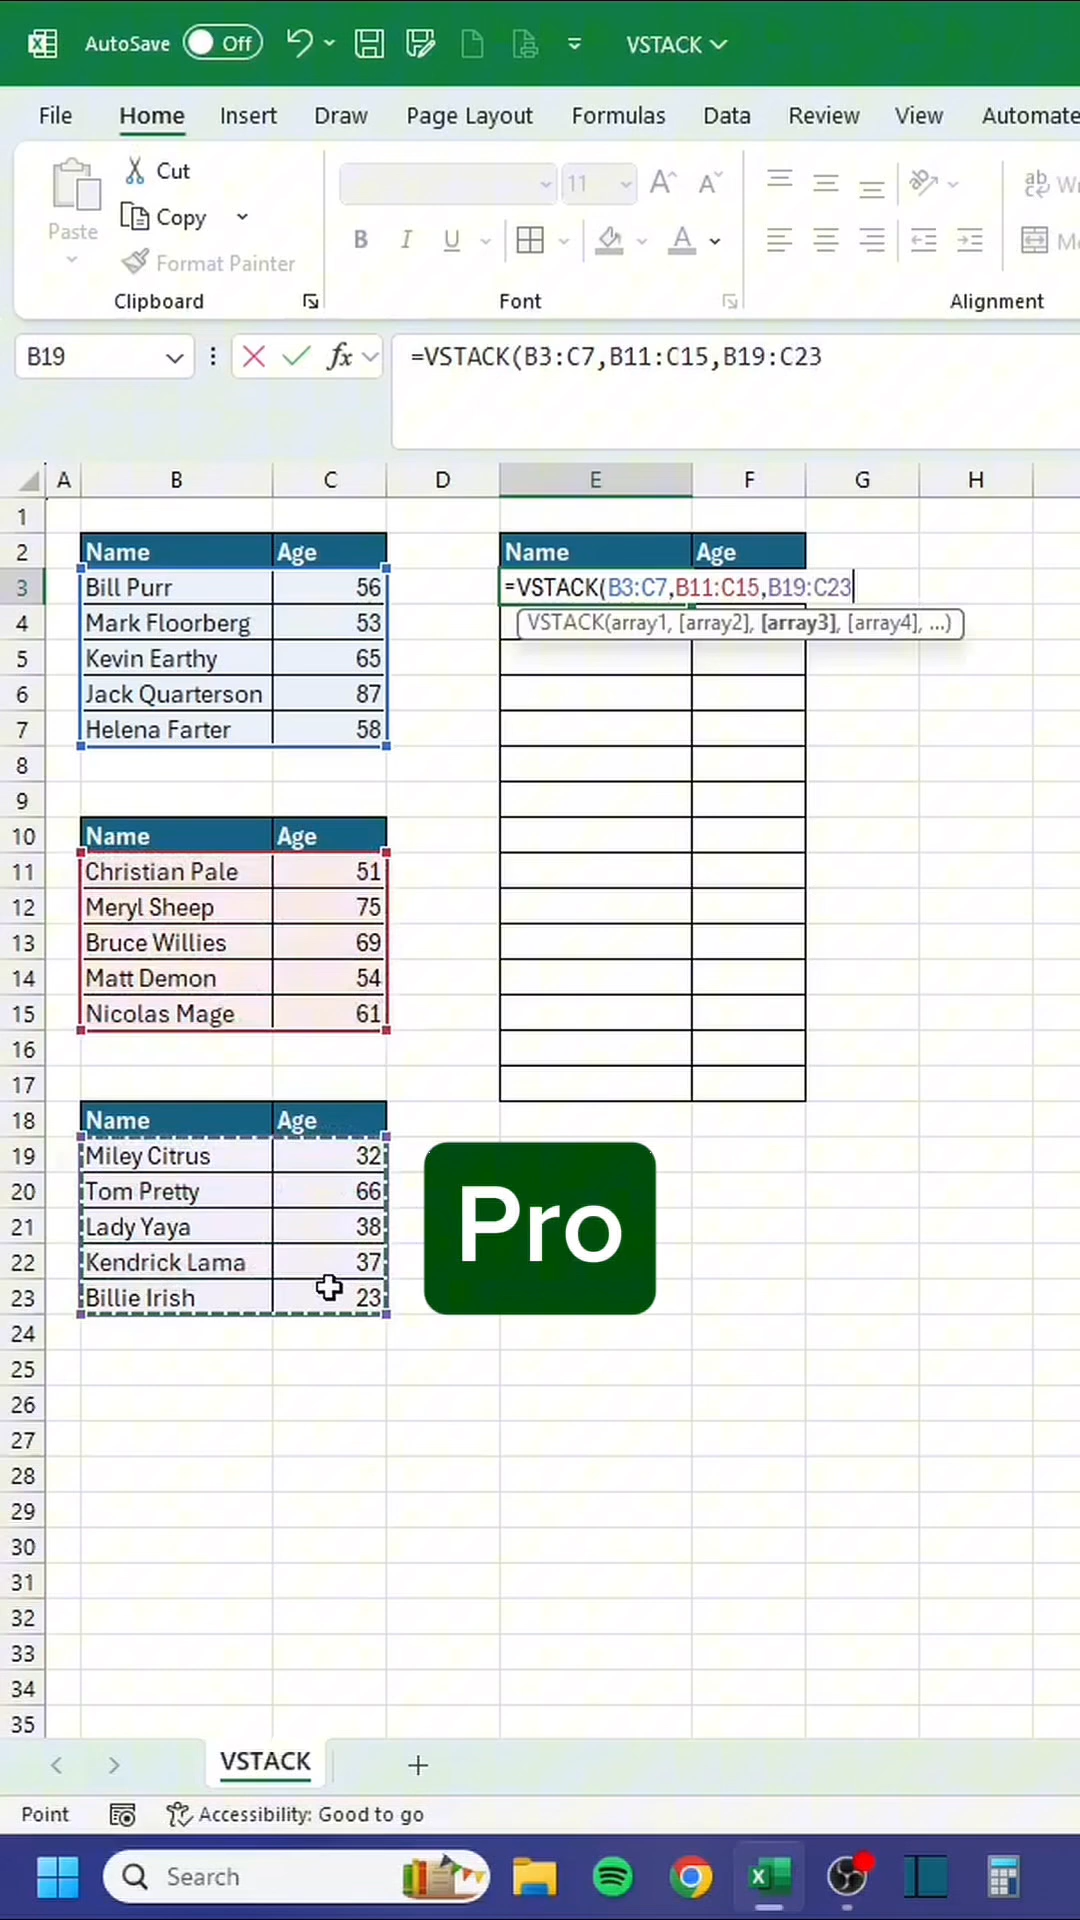 AutoSave Off VSTACK
File Home Insert Draw Page Layout Formulas Data Review View Automate
Paste
Cut
Copy
Format Painter
11 A A
B I U A
ab
Clipboard Font Alignment
B19 fx =VSTACK(B3:C7,B11:C15,B19:C23
A B C D E F G H
1
2 Name Age Name Age
3 Bill Purr 56 =VSTACK(B3:C7,B11:C15,B19:C23
4 Mark Floorberg 53 VSTACK(array1, [array2], [array3], [array4], ...)
5 Kevin Earthy 65
6 Jack Quarterson 87
7 Helena Farter 58
8
9
10 Name Age
11 Christian Pale 51
12 Meryl Sheep 75
13 Bruce Willies 69
14 Matt Demon 54
15 Nicolas Mage 61
16
17
18 Name Age
19 Miley Citrus 32
20 Tom Pretty 66
21 Lady Yaya 38
22 Kendrick Lama 37
23 Billie Irish 23
Pro
24
25
26
27
28
29
30
31
32
33
34
35
VSTACK
Point Accessibility: Good to go
Search